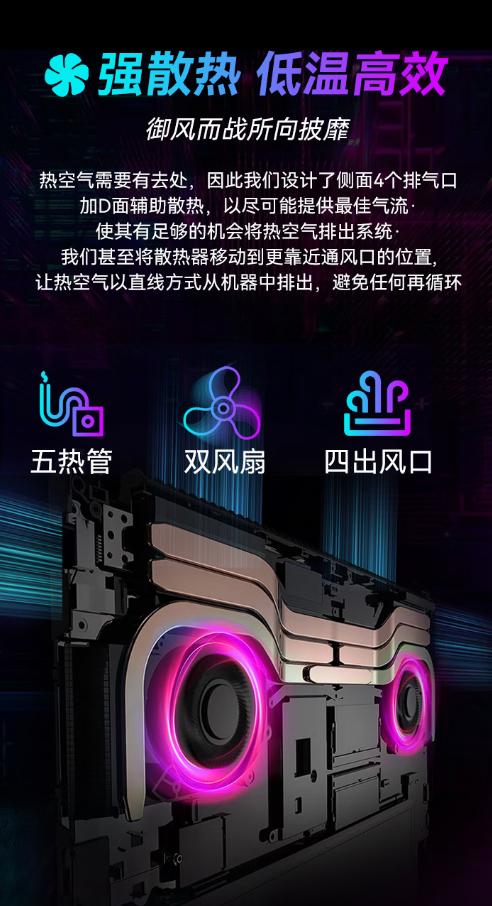 强散热 低温高效
御风而战所向披靡
热空气需要有去处，因此我们设计了侧面4个排气口
加D面辅助散热，以尽可能提供最佳气流·
使其有足够的机会将热空气排出系统·
我们甚至将散热器移动到更靠近通风口的位置,
让热空气以直线方式从机器中排出，避免任何再循环
五热管 双风扇 四出风口